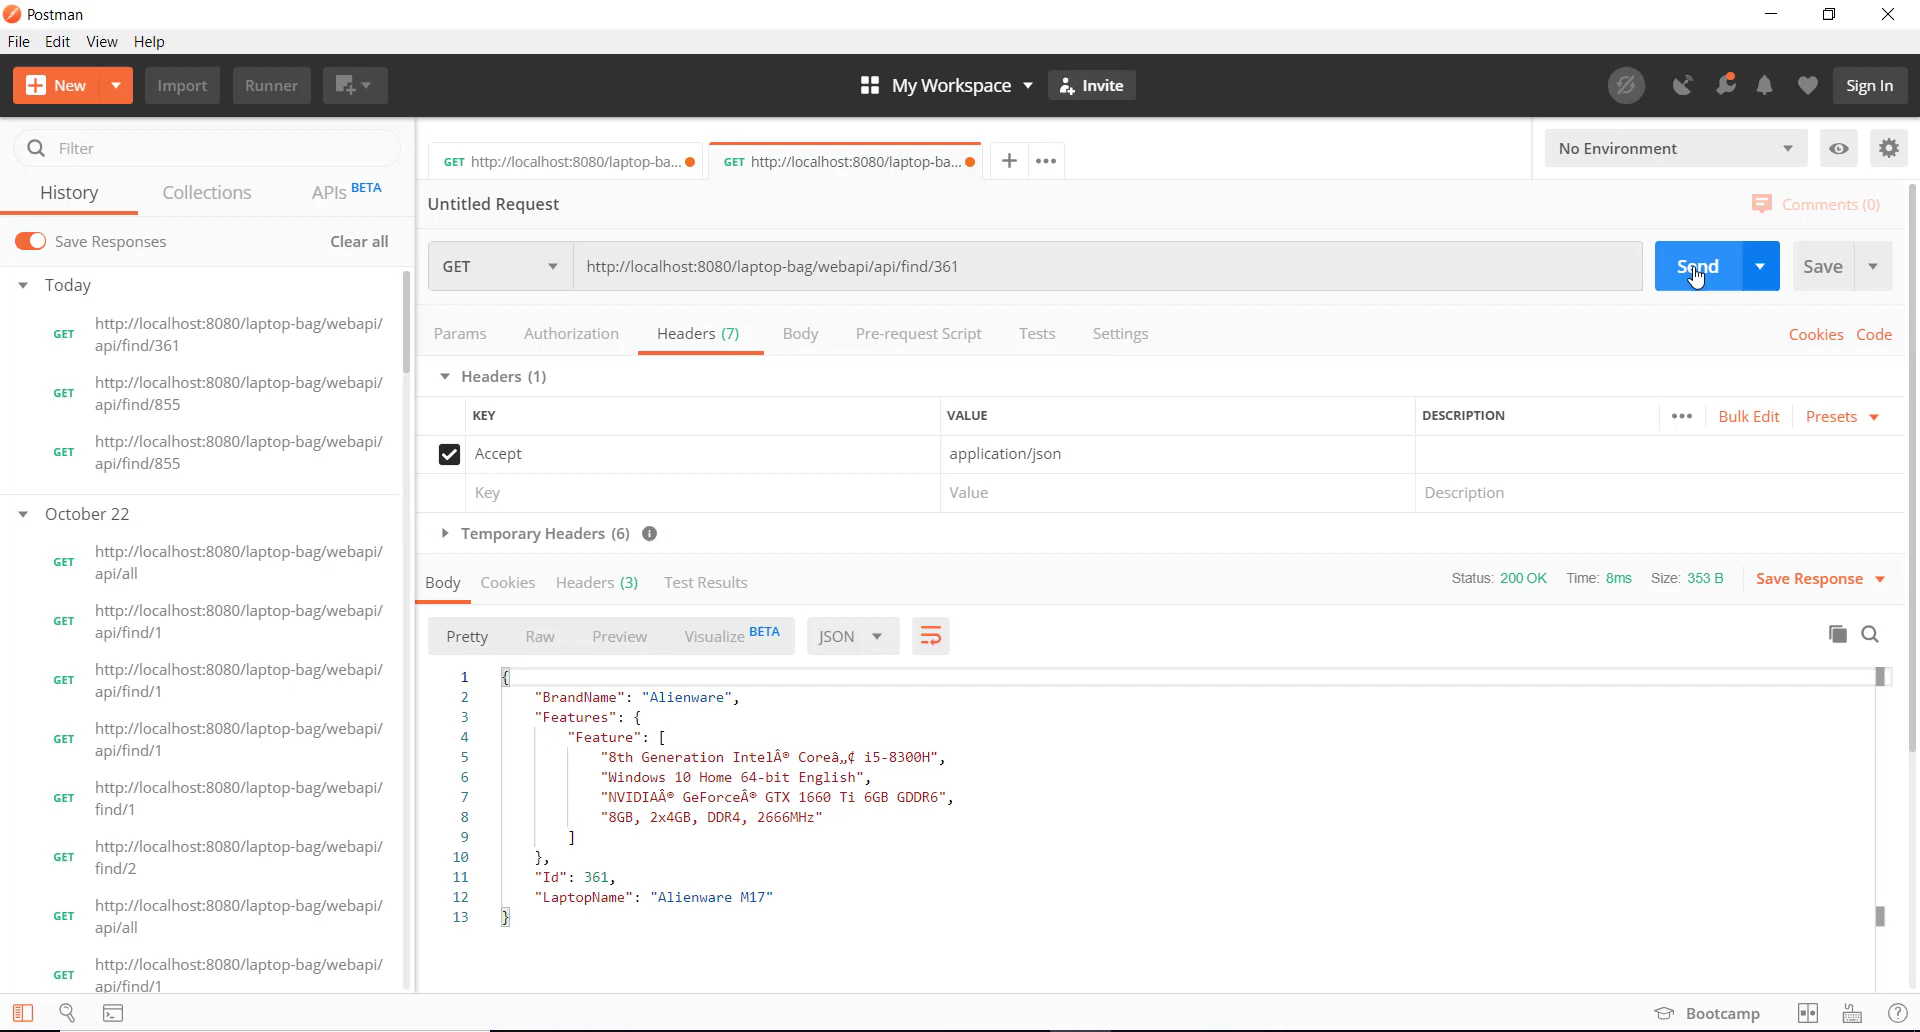 Postman
File Edit View Help
New Import Runner My Workspace Invite Sign In
Filter
History Collections APIs BETA
Save Responses Clear all
Today
GET http://localhost:8080/laptop-bag/webapi/
api/find/361
GET http://localhost:8080/laptop-bag/webapi/
api/find/855
GET http://localhost:8080/laptop-bag/webapi/
api/find/855
October 22
GET http://localhost:8080/laptop-bag/webapi/
api/all
GET http://localhost:8080/laptop-bag/webapi/
api/find/1
GET http://localhost:8080/laptop-bag/webapi/
api/find/1
GET http://localhost:8080/laptop-bag/webapi/
api/find/1
GET http://localhost:8080/laptop-bag/webapi/
find/1
GET http://localhost:8080/laptop-bag/webapi/
find/2
GET http://localhost:8080/laptop-bag/webapi/
api/all
GET http://localhost:8080/laptop-bag/webapi/
api/find/1
GET http://localhost:8080/laptop-ba... GET http://localhost:8080/laptop-ba... + •••
No Environment
Untitled Request Comments (0)
GET http://localhost:8080/laptop-bag/webapi/api/find/361 Send Save
Params Authorization Headers (7) Body Pre-request Script Tests Settings Cookies Code
Headers (1)
KEY VALUE DESCRIPTION ••• Bulk Edit Presets
Accept application/json
Key Value Description
Temporary Headers (6)
Body Cookies Headers (3) Test Results Status: 200 OK Time: 8ms Size: 353 B Save Response
Pretty Raw Preview Visualize BETA JSON
1 {
2 "BrandName": "Alienware",
3 "Features": {
4 "Feature": [
5 "8th Generation IntelÂ® Coreâ„¢ i5-8300H",
6 "Windows 10 Home 64-bit English",
7 "NVIDIAÂ® GeForceÂ® GTX 1660 Ti 6GB GDDR6",
8 "8GB, 2x4GB, DDR4, 2666MHz"
9 ]
10 },
11 "Id": 361,
12 "LaptopName": "Alienware M17"
13 }
Bootcamp